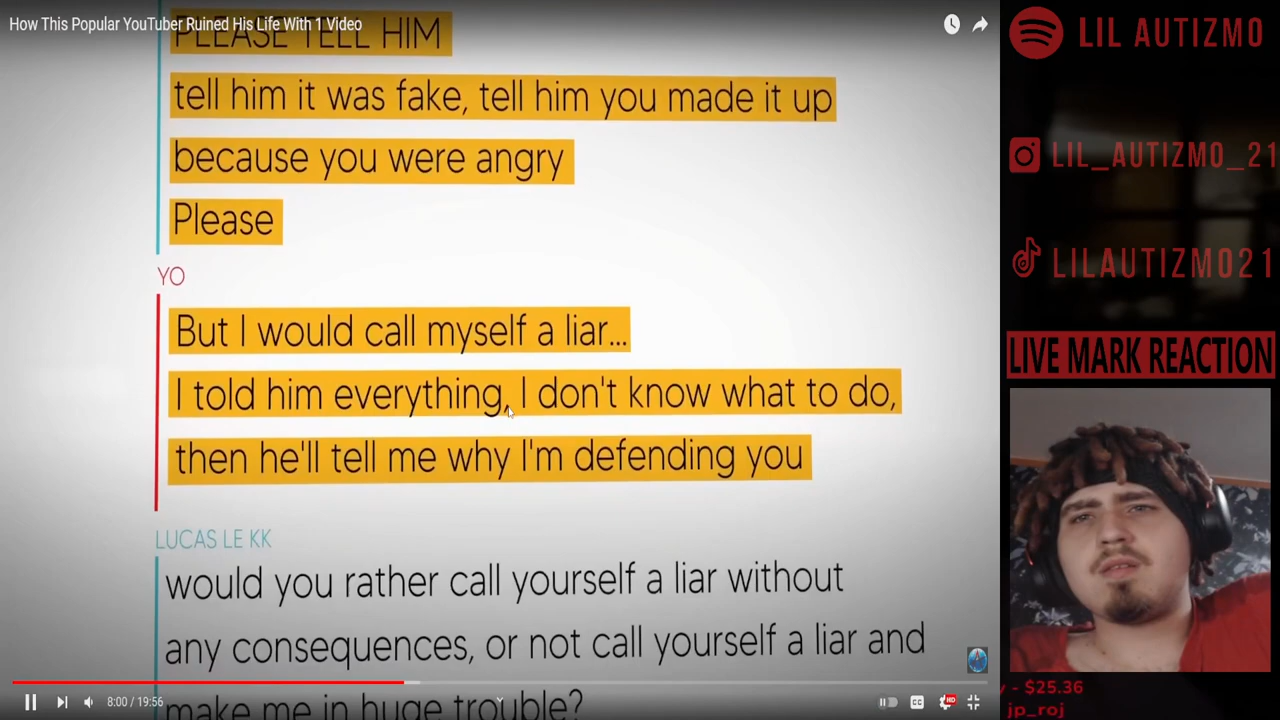 How This Popular YouTuber Ruined His Life With 1 Video
PLEASE TELL HIM
tell him it was fake, tell him you made it up
because you were angry
Please
YO
But I would call myself a liar...
I told him everything, I don't know what to do,
then he'll tell me why I'm defending you
LUCAS LE KK
would you rather call yourself a liar without
any consequences, or not call yourself a liar and
make me in huge trouble?
8:00 / 19:56
CC
HD
LIL AUTIZMO
LIL_AUTIZMO_21
LILAUTIZMO21
LIVE MARK REACTION
y - $25.36
jp_roj